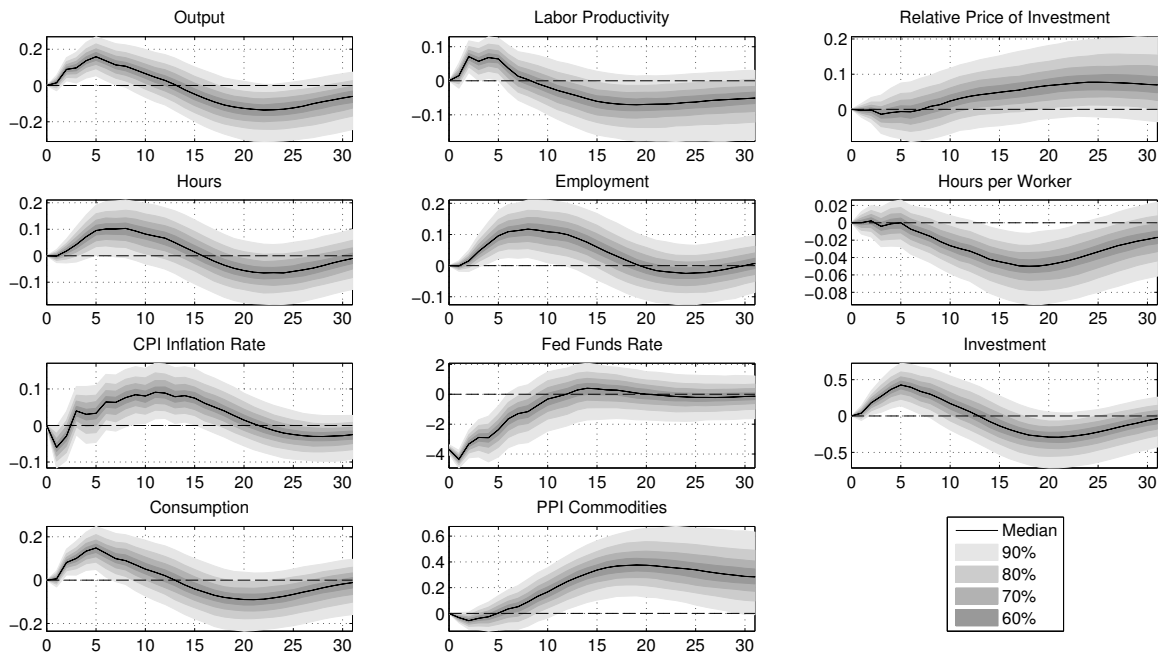 Output
0.2
0
−0.2
0 5 10 15 20 25 30
Labor Productivity
0.1
0
−0.1
0 5 10 15 20 25 30
Relative Price of Investment
0.2
0.1
0
0 5 10 15 20 25 30
Hours
0.2
0.1
0
−0.1
0 5 10 15 20 25 30
Employment
0.2
0.1
0
−0.1
0 5 10 15 20 25 30
Hours per Worker
0.02
0
−0.02
−0.04
−0.06
−0.08
0 5 10 15 20 25 30
CPI Inflation Rate
0.1
0
−0.1
0 5 10 15 20 25 30
Fed Funds Rate
2
0
−2
−4
0 5 10 15 20 25 30
Investment
0.5
0
−0.5
0 5 10 15 20 25 30
Consumption
0.2
0
−0.2
0 5 10 15 20 25 30
PPI Commodities
0.6
0.4
0.2
0
0 5 10 15 20 25 30
Median
90%
80%
70%
60%